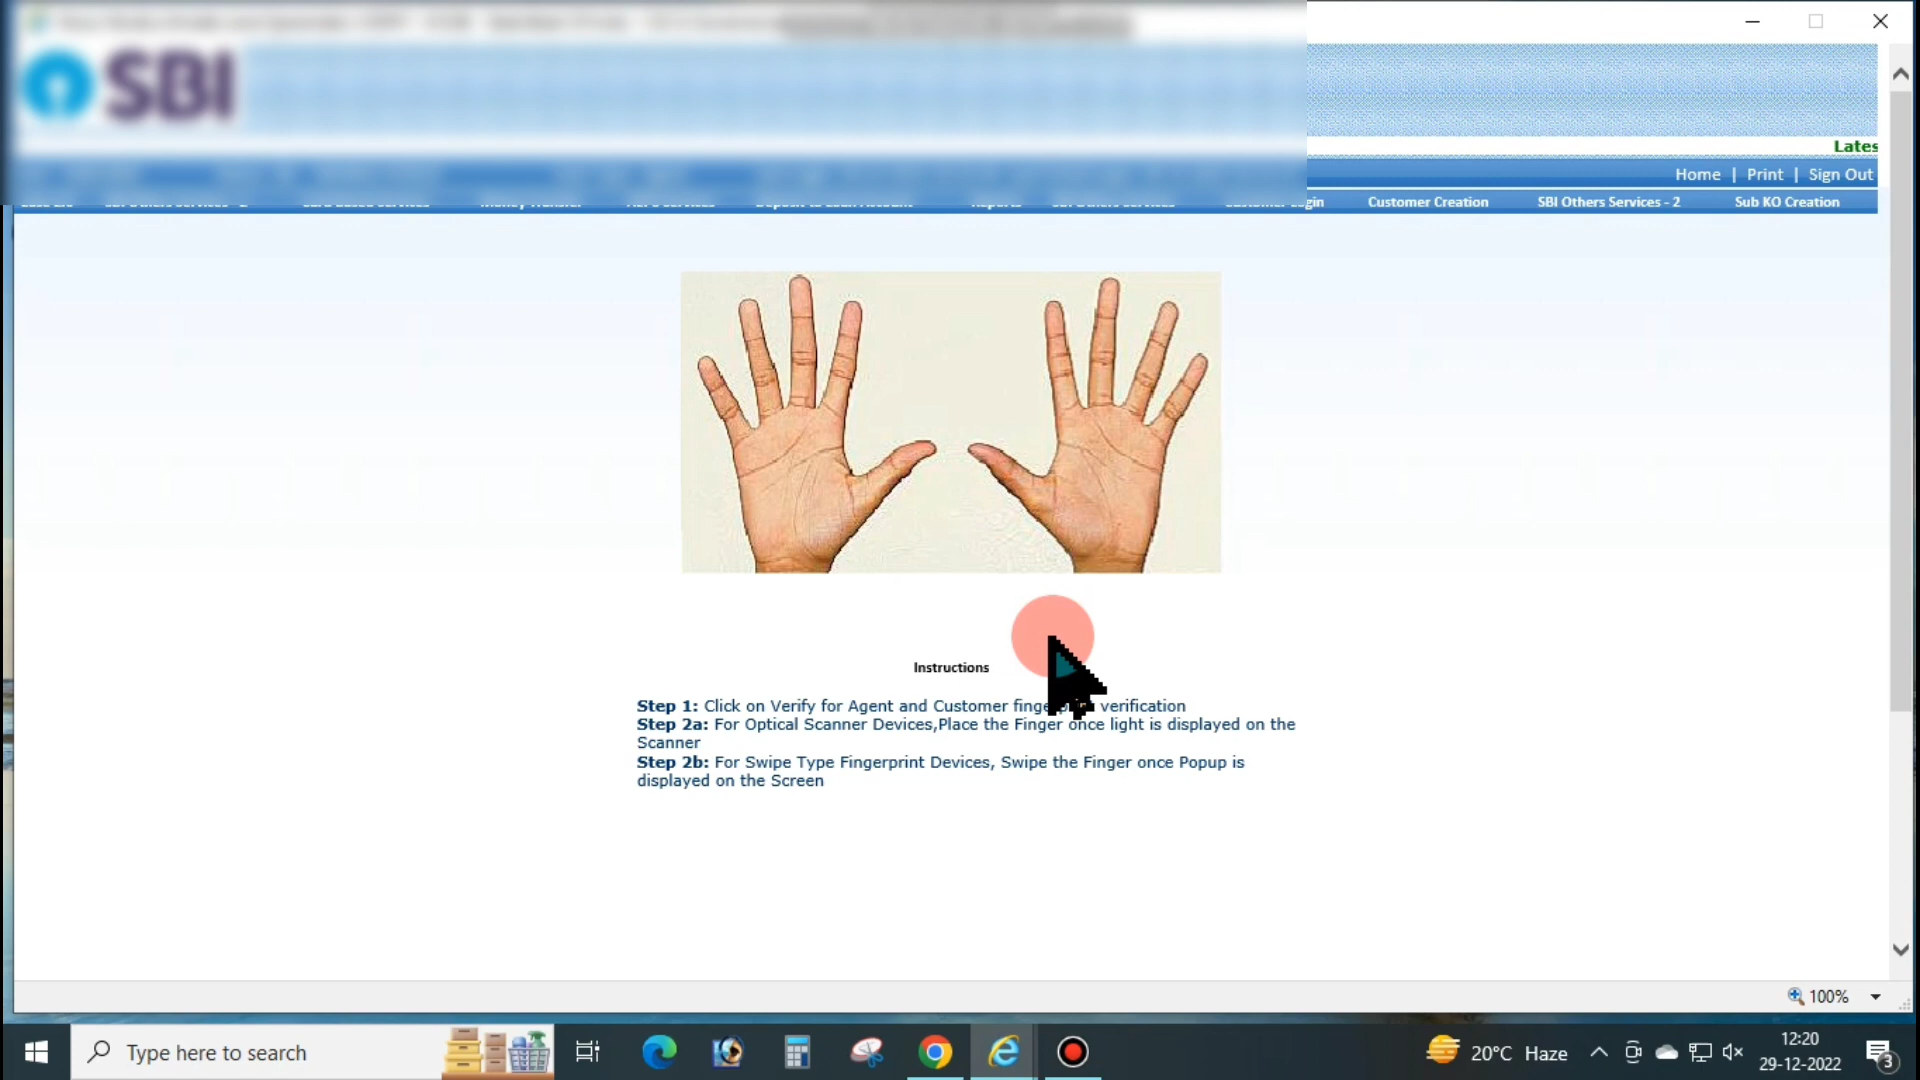 SBI
Lates
Home | Print | Sign Out
Customer Creation SBI Others Services - 2 Sub KO Creation
Instructions
Step 1: Click on Verify for Agent and Customer verification
Step 2a: For Optical Scanner Devices,Place the Finger once light is displayed on the
Scanner
Step 2b: For Swipe Type Fingerprint Devices, Swipe the Finger once Popup is
displayed on the Screen
100%
Type here to search
20°C Haze
12:20
29-12-2022
3